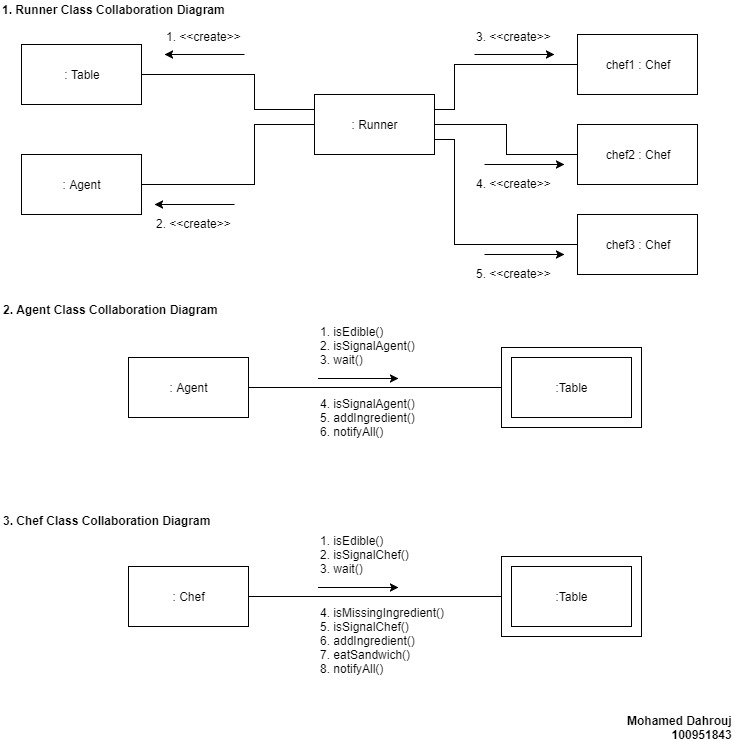 1. Runner Class Collaboration Diagram
1. <<create>>
3. <<create>>
: Table
chef1 : Chef
: Runner
chef2 : Chef
: Agent
4. <<create>>
2. <<create>>
chef3 : Chef
5. <<create>>
2. Agent Class Collaboration Diagram
1. isEdible()
2. isSignalAgent()
3. wait()
: Agent
:Table
4. isSignalAgent()
5. addIngredient()
6. notifyAll()
3. Chef Class Collaboration Diagram
1. isEdible()
2. isSignalChef()
3. wait()
: Chef
:Table
4. isMissingIngredient()
5. isSignalChef()
6. addIngredient()
7. eatSandwich()
8. notifyAll()
Mohamed Dahrouj
100951843